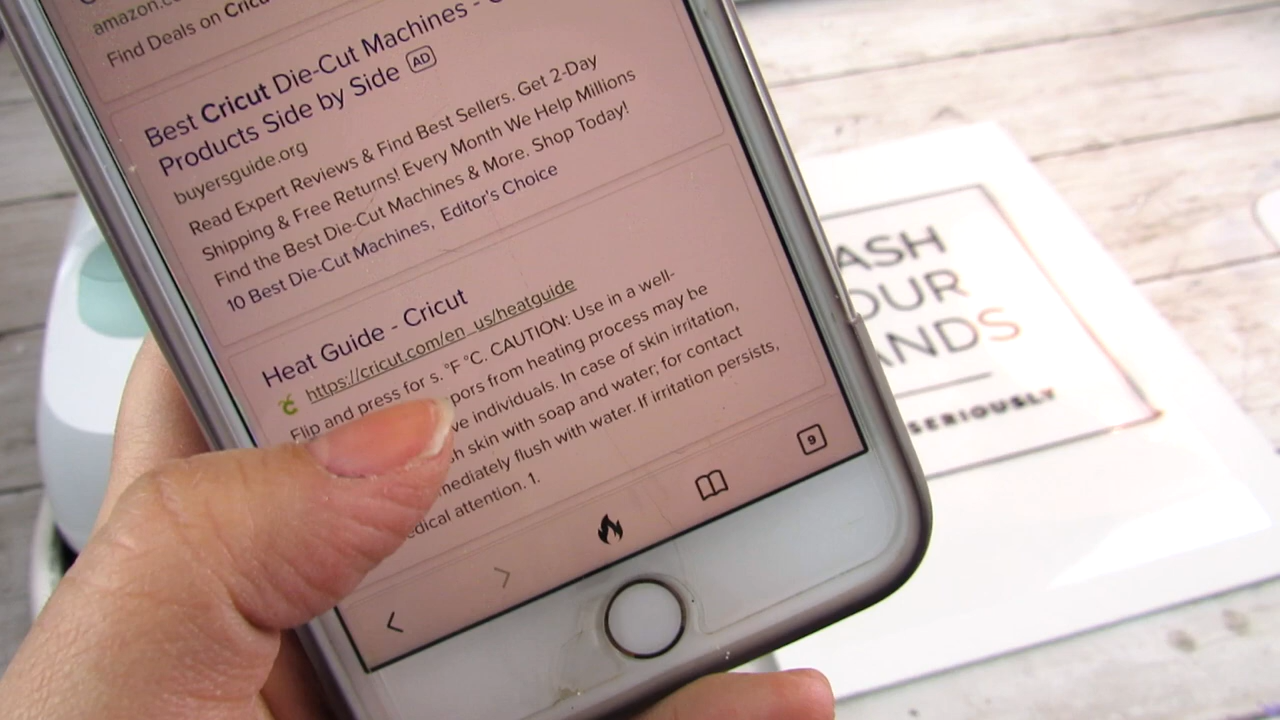 amazon.co
Find Deals on Cricu
Best Cricut Die-Cut Machines -
Products Side by Side AD
buyersguide.org
Read Expert Reviews & Find Best Sellers. Get 2-Day
Shipping & Free Returns! Every Month We Help Millions
Find the Best Die-Cut Machines & More. Shop Today!
10 Best Die-Cut Machines, Editor's Choice
Heat Guide - Cricut
https://cricut.com/en_us/heatguide
Flip and press for s. °F °C. CAUTION: Use in a well-
pors from heating process may be
ve individuals. In case of skin irritation,
sh skin with soap and water; for contact
mediately flush with water. If irritation persists,
edical attention. 1.
9
ASH
OUR
ANDS
SERIOUSLY